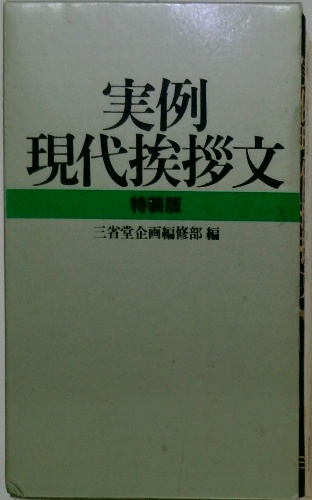 実例
現代挨拶文
特装版
三省堂企画編修部 編